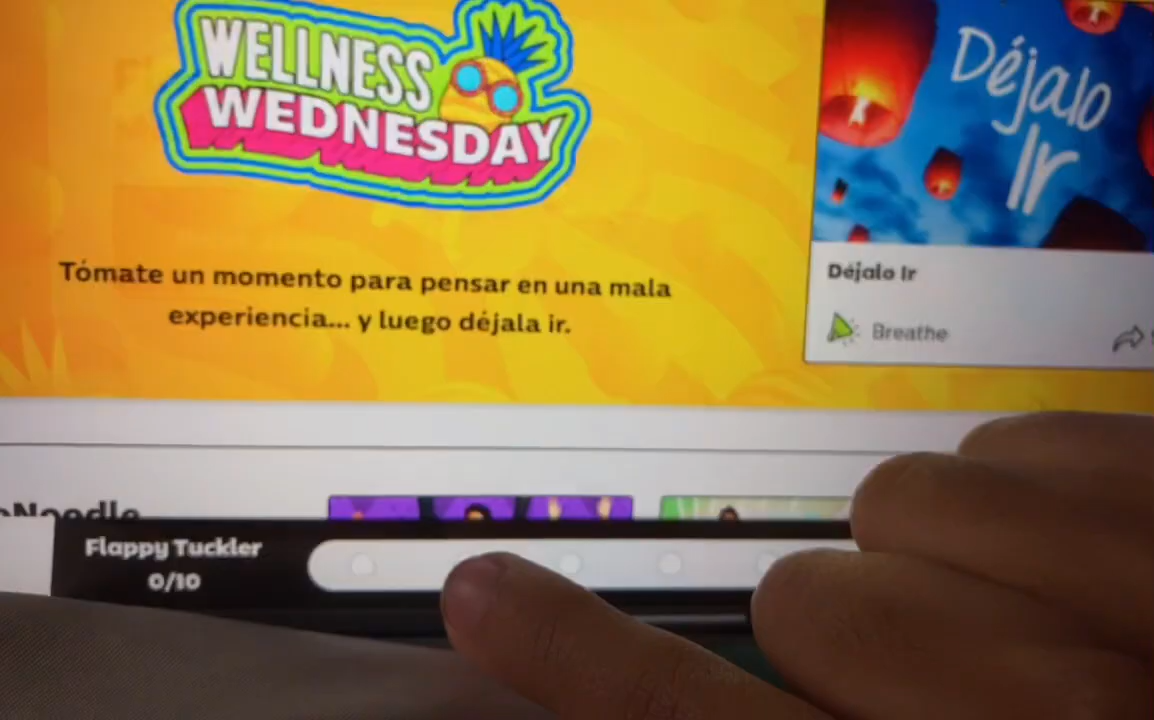 WELLNESS
WEDNESDAY
Tómate un momento para pensar en una mala
experiencia... y luego déjala ir.
Déjalo
Ir
Déjalo Ir
Breathe
Noodle
Flappy Tuckler
0/10